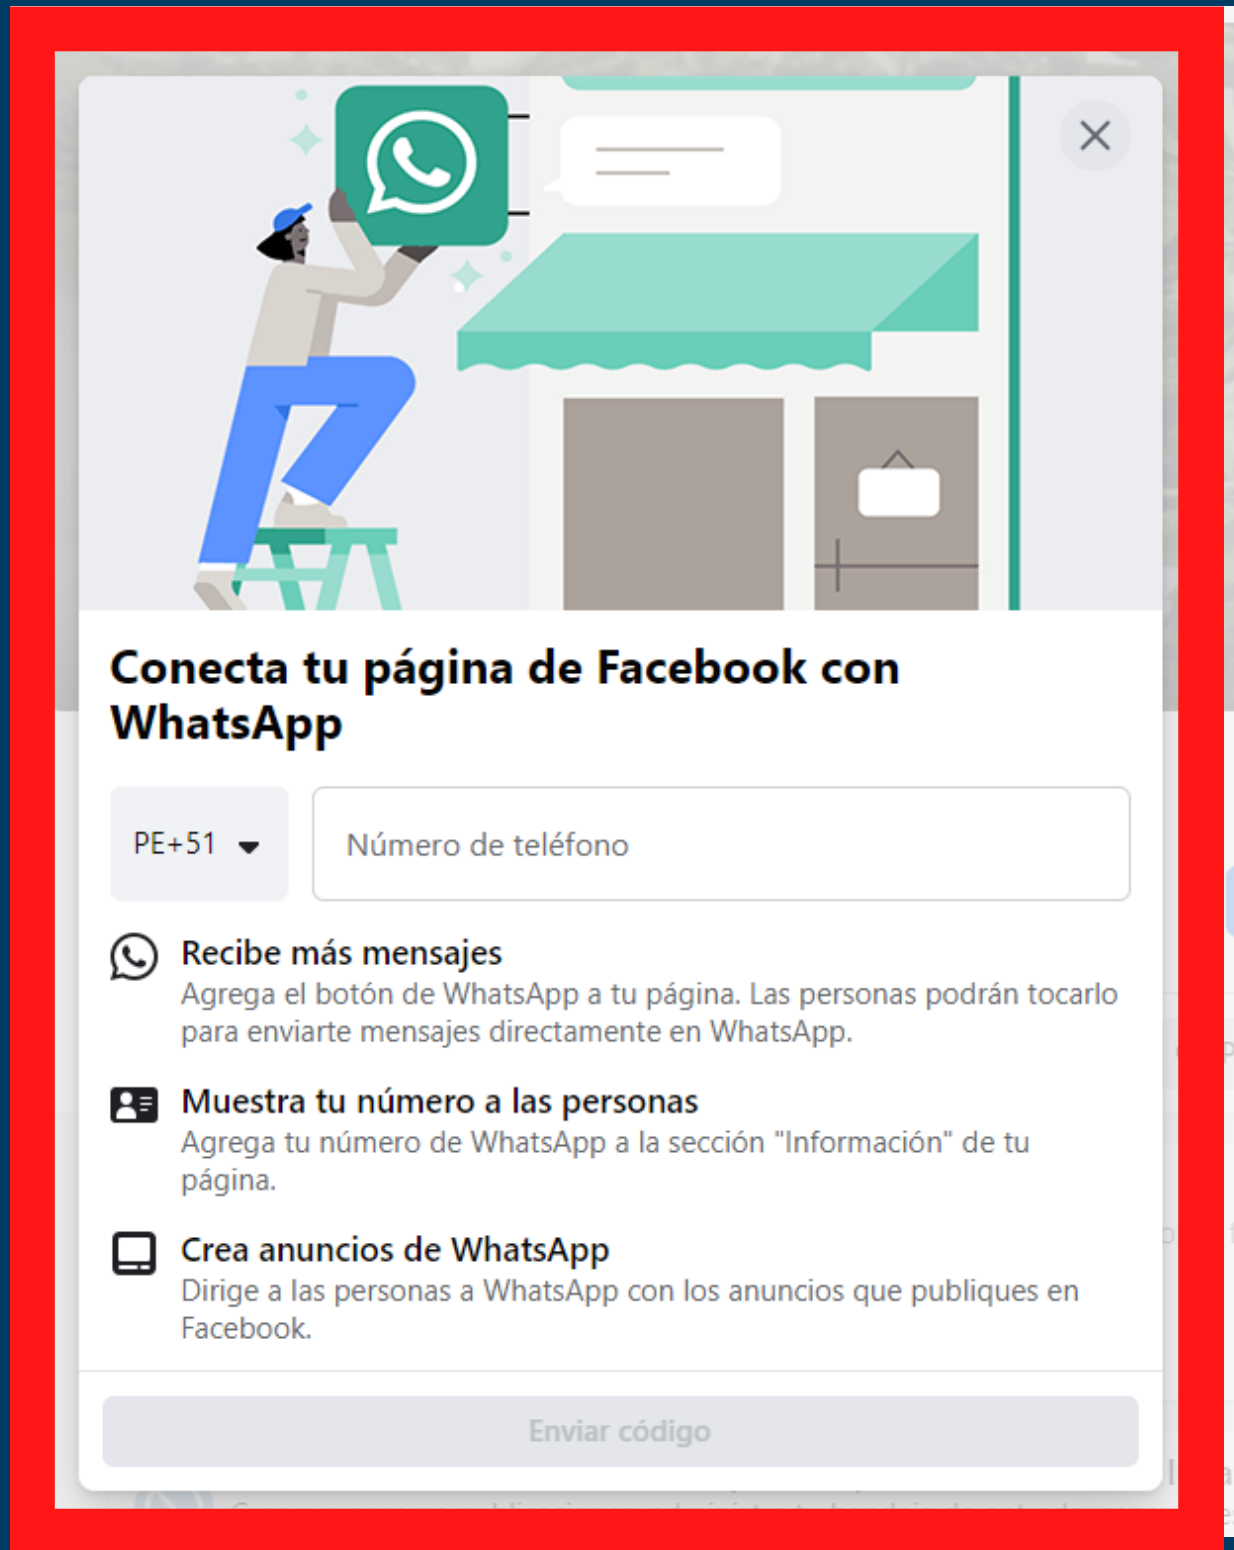 Conecta tu página de Facebook con
WhatsApp
PE+51
Número de teléfono
Recibe más mensajes
Agrega el botón de WhatsApp a tu página. Las personas podrán tocarlo
para enviarte mensajes directamente en WhatsApp.
Muestra tu número a las personas
Agrega tu número de WhatsApp a la sección "Información" de tu
página.
Crea anuncios de WhatsApp
Dirige a las personas a WhatsApp con los anuncios que publiques en
Facebook.
Enviar código